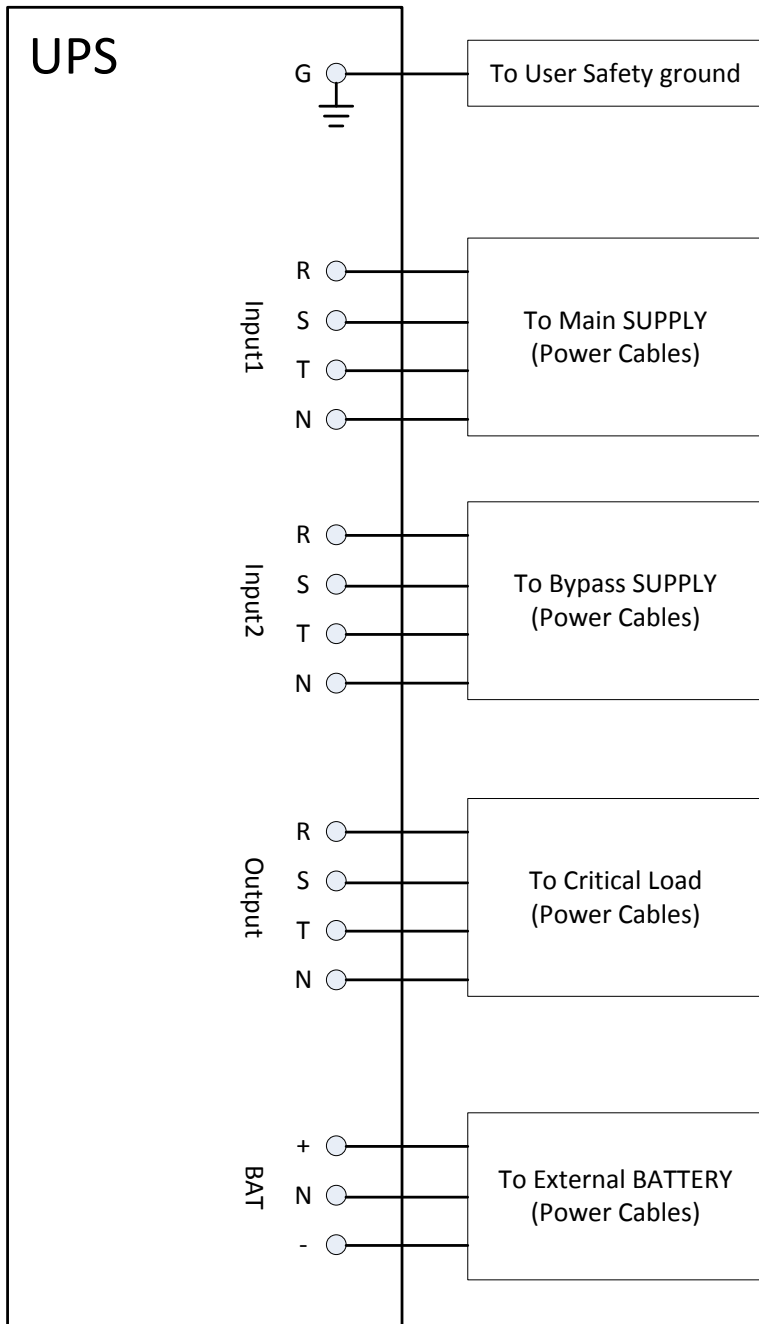 UPS
G
To User Safety ground
Input1
R
S
T
N
To Main SUPPLY
(Power Cables)
Input2
R
S
T
N
To Bypass SUPPLY
(Power Cables)
Output
R
S
T
N
To Critical Load
(Power Cables)
BAT
+
N
-
To External BATTERY
(Power Cables)